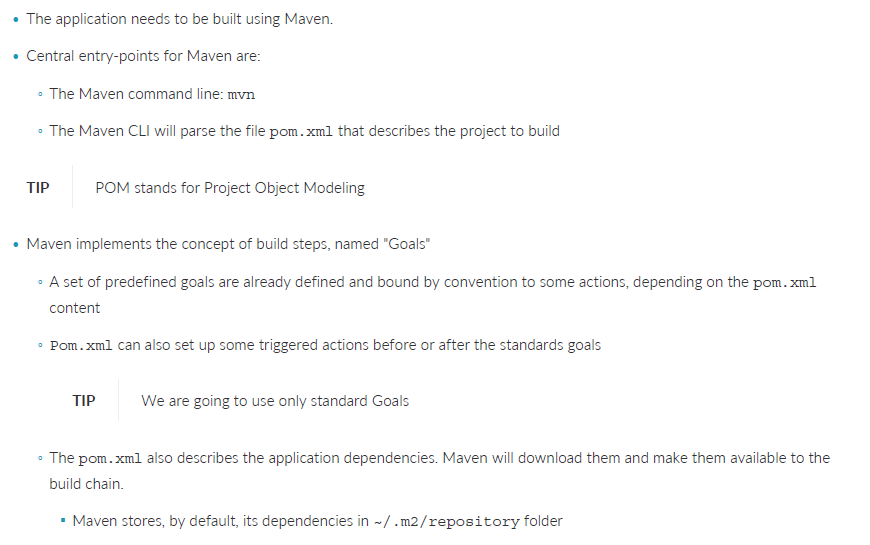 • The application needs to be built using Maven.
• Central entry-points for Maven are:
◦ The Maven command line: mvn
◦ The Maven CLI will parse the file pom.xml that describes the project to build
TIP POM stands for Project Object Modeling
• Maven implements the concept of build steps, named "Goals"
◦ A set of predefined goals are already defined and bound by convention to some actions, depending on the pom.xml
content
◦ Pom.xml can also set up some triggered actions before or after the standards goals
TIP We are going to use only standard Goals
◦ The pom.xml also describes the application dependencies. Maven will download them and make them available to the
build chain.
▪ Maven stores, by default, its dependencies in ~/.m2/repository folder